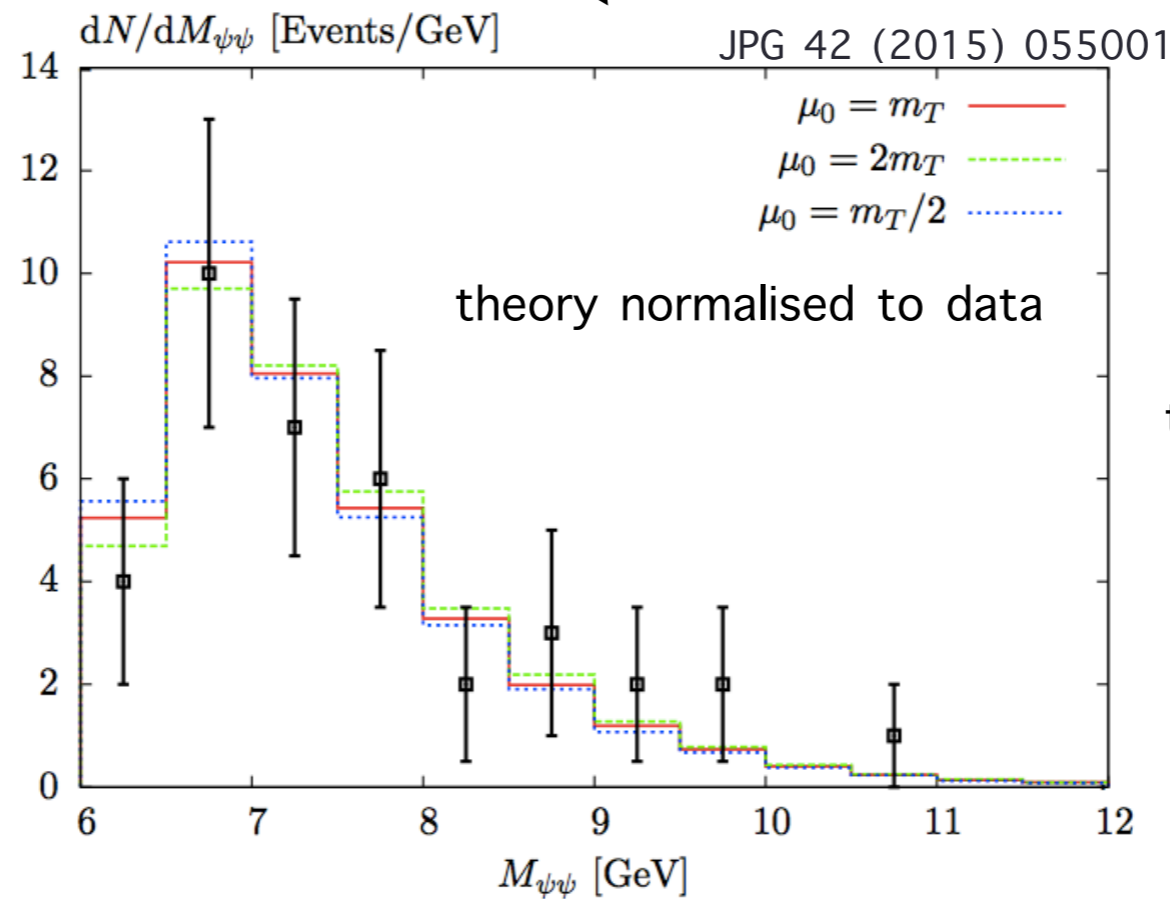 dN/dMψψ [Events/GeV]
JPG 42 (2015) 055001
14
12
10
8
6
4
2
0
μ0 = mT
μ0 = 2mT
μ0 = mT/2
theory normalised to data
6 7 8 9 10 11 12
Mψψ [GeV]